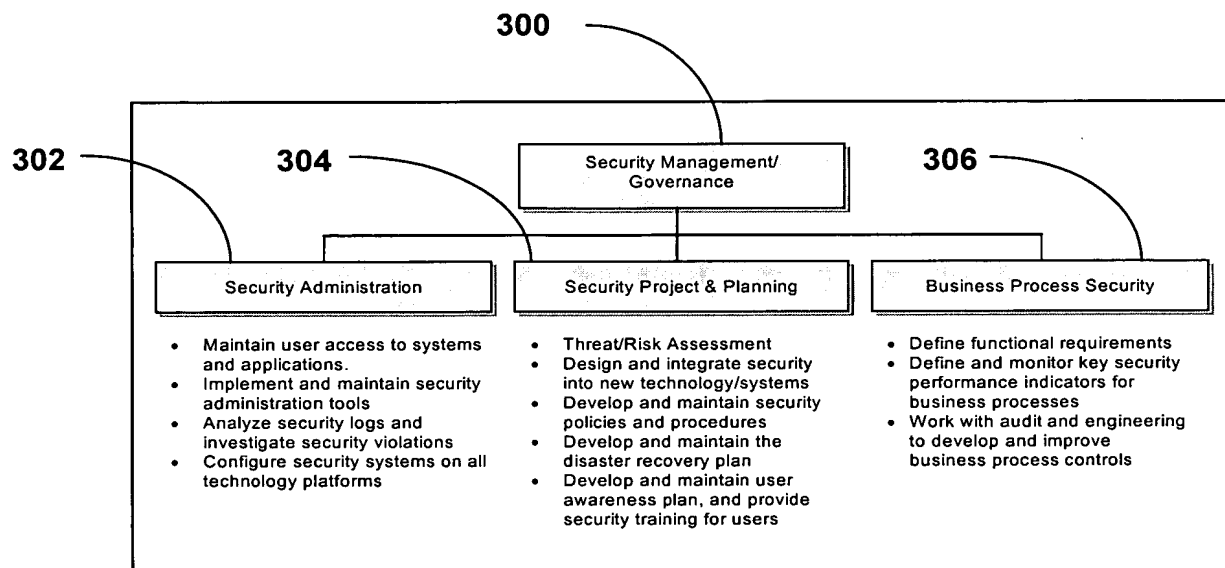 300
302
304
306
Security Management/
Governance
Security Administration
Security Project & Planning
Business Process Security
• Maintain user access to systems
and applications.
• Implement and maintain security
administration tools
• Analyze security logs and
investigate security violations
• Configure security systems on all
technology platforms
• Threat/Risk Assessment
• Design and integrate security
into new technology/systems
• Develop and maintain security
policies and procedures
• Develop and maintain the
disaster recovery plan
• Develop and maintain user
awareness plan, and provide
security training for users
• Define functional requirements
• Define and monitor key security
performance indicators for
business processes
• Work with audit and engineering
to develop and improve
business process controls